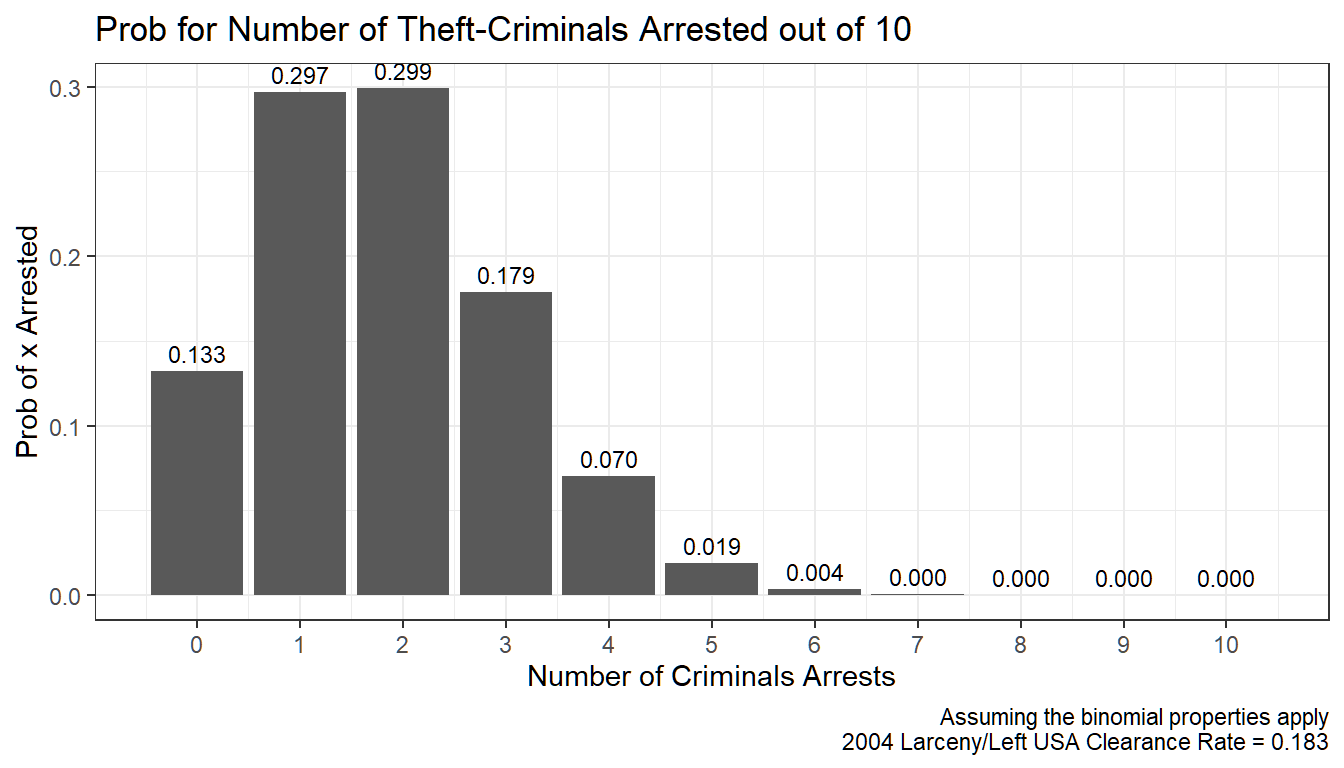 Prob for Number of Theft-Criminals Arrested out of 10
0.297
0.299
0.3
0.2
0.179
0.133
0.1
0.070
0.019
0.004
0.000
0.000
0.000
0.000
0.0
Prob of x Arrested
0 1 2 3 4 5 6 7 8 9 10
Number of Criminals Arrests
Assuming the binomial properties apply
2004 Larceny/Left USA Clearance Rate = 0.183